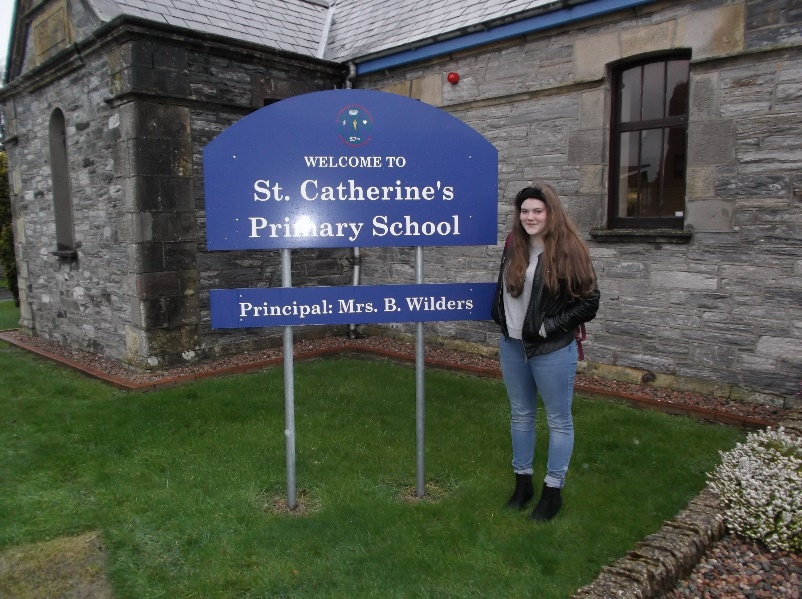 WELCOME TO
St. Catherine's
Primary School
Principal: Mrs. B. Wilders